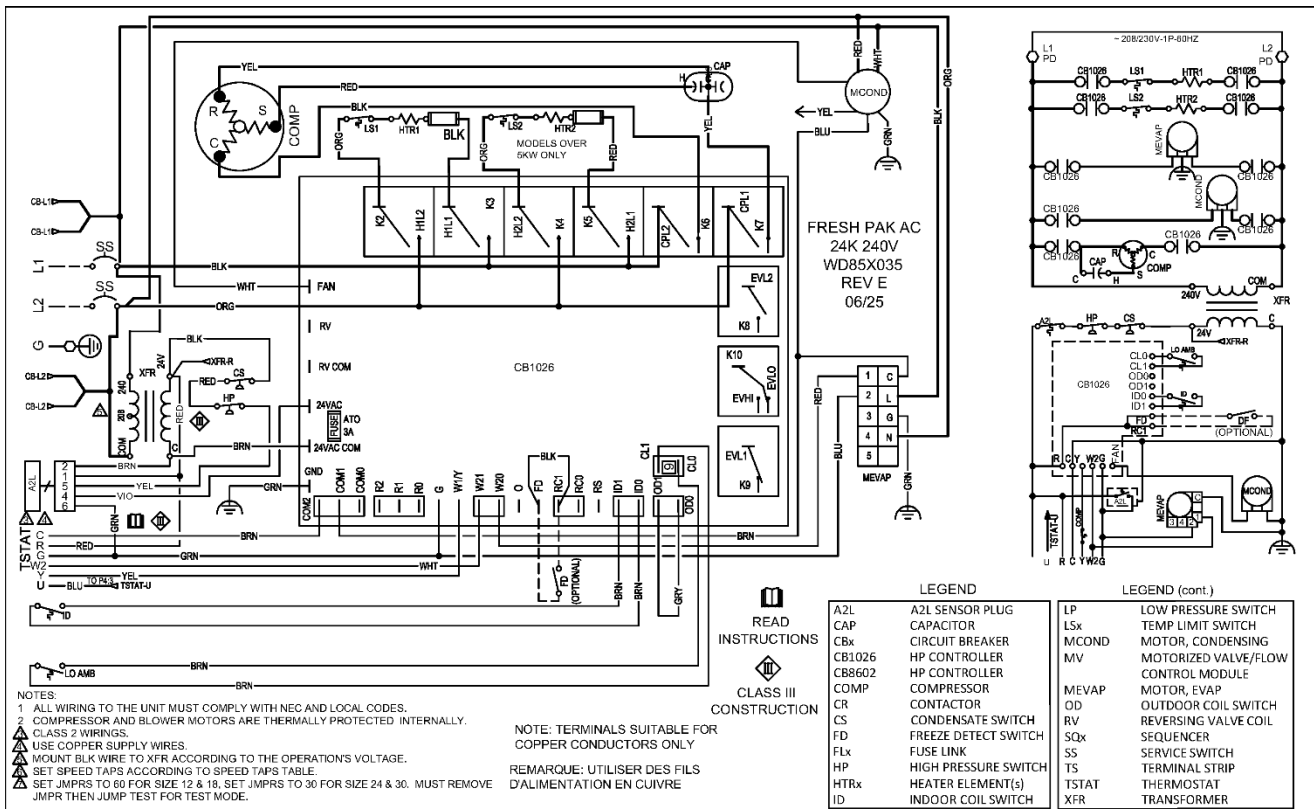 YEL
CAP
H
RED
R
S
C
COMP
BLK
ORG
LS1
HTR1
BLK
ORG
LS2
HTR2
RED
MODELS OVER
5KW ONLY
YEL
RED
WHT
MCOND
YEL
BLU
GRN
BLK
ORG
CB-L1
CB-L1
SS
L1
SS
L2
G
CB-L2
CB-L2
BLK
WHT
ORG
K2
H1L2
H1L1
K3
H2L2
K4
K5
H2L1
CPL2
K6
CPL1
K7
FRESH PAK AC
24K 240V
WD85X035
REV E
06/25
FAN
RV
RV COM
CB1026
24VAC
FUSE
ATO
3A
24VAC COM
GND
EVL2
K8
K10
EVLO
EVHI
EVL1
K9
XFR
240
208
COM
24V
C
RED
BLK
XFR-R
RED
CS
HP
BRN
YEL
VIO
BRN
GRN
A2L
2
1
5
4
6
GRN
COM2
COM1
COM0
R2
R1
R0
G
W1/Y
W21
W20
O
FD
RC1
RC0
RS
ID1
ID0
OD1
OD0
CL1
CL0
BLK
RED
BLU
1 C
2 L
3 G
4 N
5
MEVAP
GRN
TSTAT
C
R
G
W2
Y
U
BRN
RED
GRN
WHT
YEL
BLU
TO P4:3
TSTAT-U
BRN
FD
(OPTIONAL)
BRN
BRN
GRY
ID
LO AMB
BRN
BRN
READ
INSTRUCTIONS
CLASS III
CONSTRUCTION
NOTES:
1 ALL WIRING TO THE UNIT MUST COMPLY WITH NEC AND LOCAL CODES.
2 COMPRESSOR AND BLOWER MOTORS ARE THERMALLY PROTECTED INTERNALLY.
CLASS 2 WIRINGS.
USE COPPER SUPPLY WIRES.
MOUNT BLK WIRE TO XFR ACCORDING TO THE OPERATION'S VOLTAGE.
SET SPEED TAPS ACCORDING TO SPEED TAPS TABLE.
SET JMPRS TO 60 FOR SIZE 12 & 18, SET JMPRS TO 30 FOR SIZE 24 & 30. MUST REMOVE
JMPR THEN JUMP TEST FOR TEST MODE.
NOTE: TERMINALS SUITABLE FOR
COPPER CONDUCTORS ONLY
REMARQUE: UTILISER DES FILS
D'ALIMENTATION EN CUIVRE
~ 208/230V-1P-60HZ
L1
PD
L2
PD
CB1026 LS1 HTR1 CB1026
CB1026 LS2 HTR2 CB1026
MEVAP
CB1026
CB1026
MCOND
CB1026
CB1026
CB1026
CB1026
CAP
C
H
R
C
S
COMP
240V
COM
XFR
A2L
HP
CS
24V
C
XFR-R
CB1026
CL0
CL1
OD0
OD1
ID0
ID1
FD
RC1
LO AMB
ID
DF
(OPTIONAL)
R C Y W2 G
FAN
A2L
COMP
TSTAT-U
MEVAP
C
3 4 2 1
MCOND
U R C Y W2 G
LEGEND
A2L A2L SENSOR PLUG
CAP CAPACITOR
CBx CIRCUIT BREAKER
CB1026 HP CONTROLLER
CB8602 HP CONTROLLER
COMP COMPRESSOR
CR CONTACTOR
CS CONDENSATE SWITCH
FD FREEZE DETECT SWITCH
FLx FUSE LINK
HP HIGH PRESSURE SWITCH
HTRx HEATER ELEMENT(s)
ID INDOOR COIL SWITCH
LEGEND (cont.)
LP LOW PRESSURE SWITCH
LSx TEMP LIMIT SWITCH
MCOND MOTOR, CONDENSING
MV MOTORIZED VALVE/FLOW
CONTROL MODULE
MEVAP MOTOR, EVAP
OD OUTDOOR COIL SWITCH
RV REVERSING VALVE COIL
SQx SEQUENCER
SS SERVICE SWITCH
TS TERMINAL STRIP
TSTAT THERMOSTAT
XFR TRANSFORMER